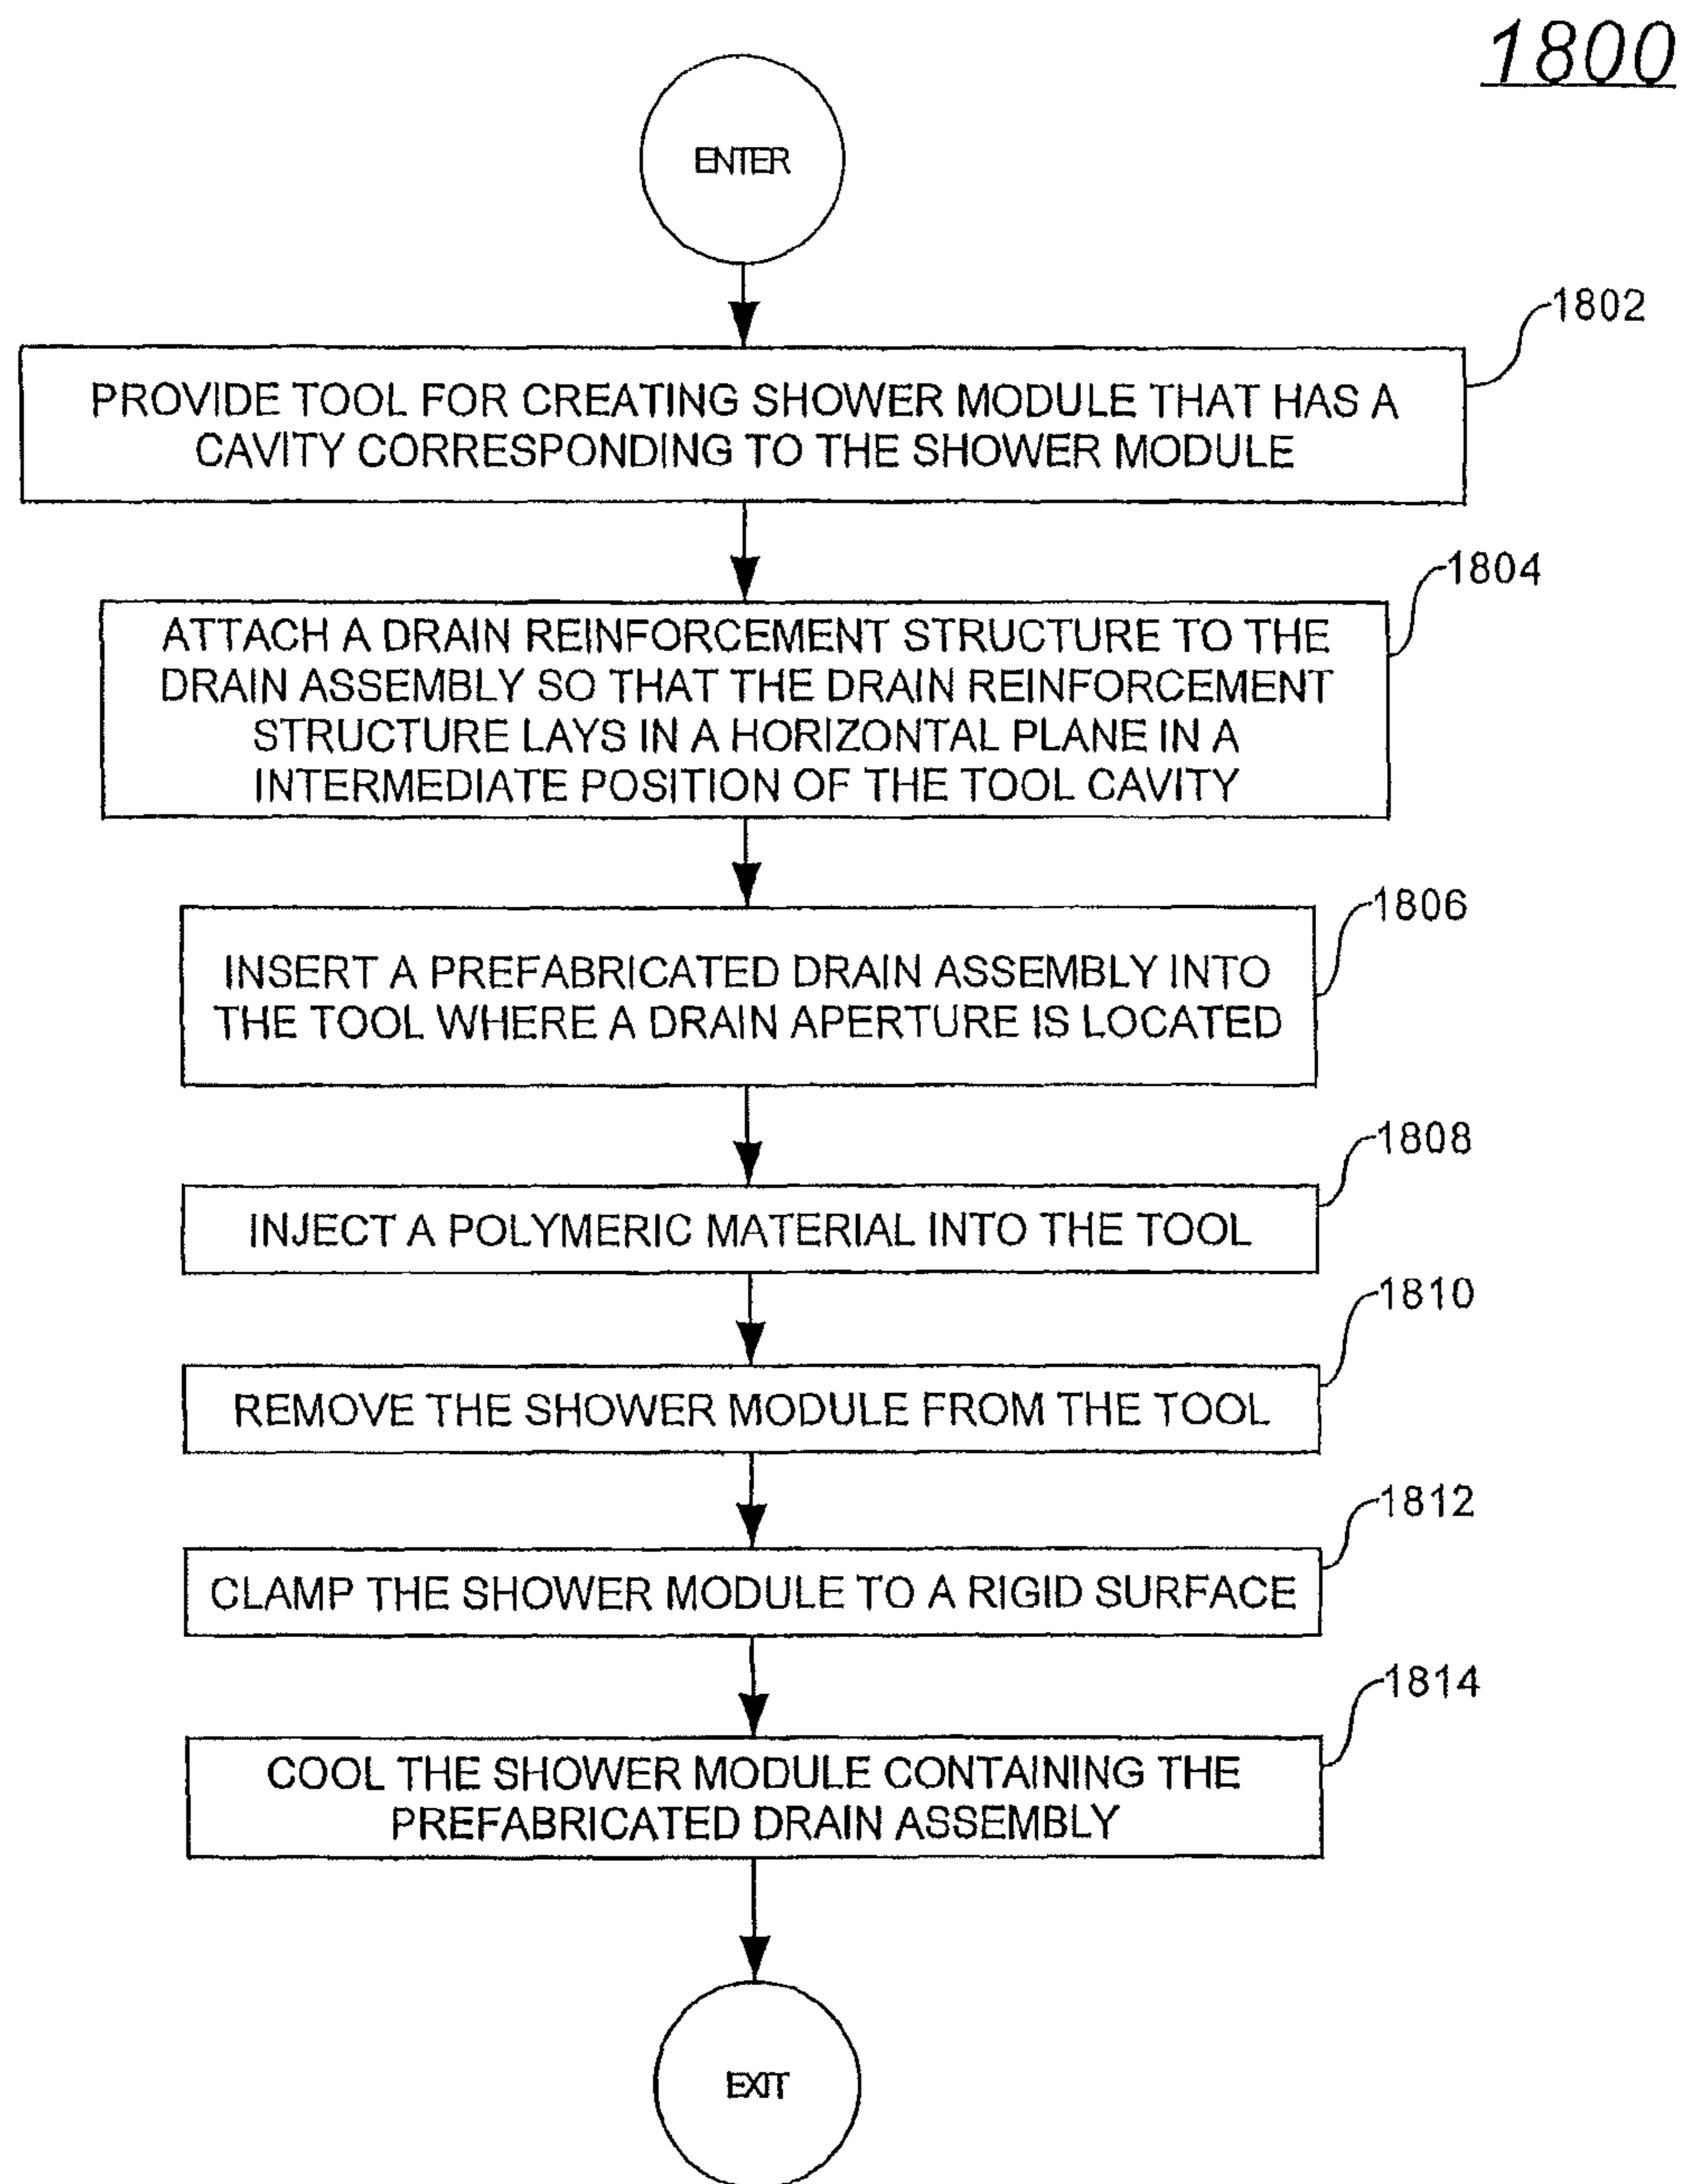 1800
ENTER
1802
PROVIDE TOOL FOR CREATING SHOWER MODULE THAT HAS A
CAVITY CORRESPONDING TO THE SHOWER MODULE
1804
ATTACH A DRAIN REINFORCEMENT STRUCTURE TO THE
DRAIN ASSEMBLY SO THAT THE DRAIN REINFORCEMENT
STRUCTURE LAYS IN A HORIZONTAL PLANE IN A
INTERMEDIATE POSITION OF THE TOOL CAVITY
1806
INSERT A PREFABRICATED DRAIN ASSEMBLY INTO
THE TOOL WHERE A DRAIN APERTURE IS LOCATED
1808
INJECT A POLYMERIC MATERIAL INTO THE TOOL
1810
REMOVE THE SHOWER MODULE FROM THE TOOL
1812
CLAMP THE SHOWER MODULE TO A RIGID SURFACE
1814
COOL THE SHOWER MODULE CONTAINING THE
PREFABRICATED DRAIN ASSEMBLY
EXIT